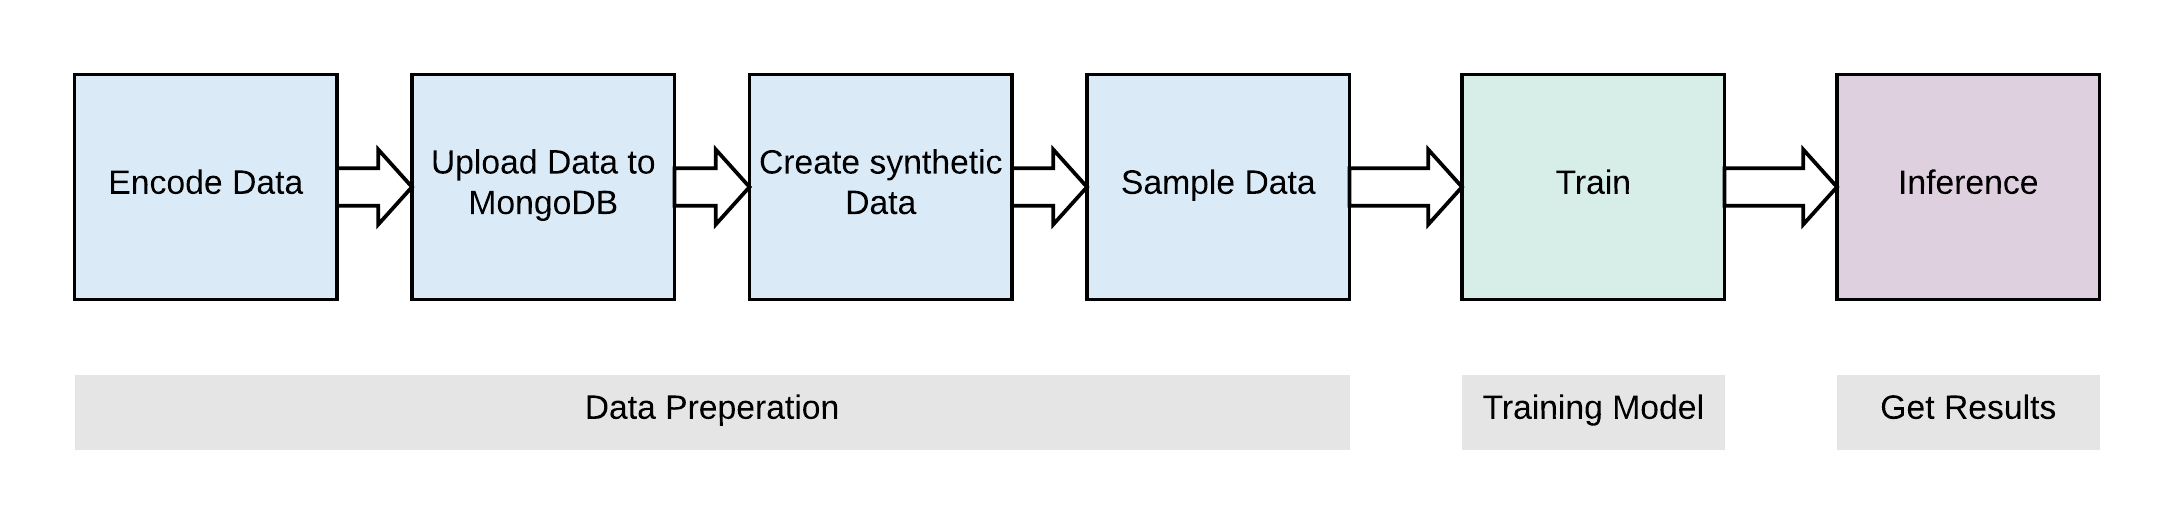 Encode Data
Upload Data to
MongoDB
Create synthetic
Data
Sample Data
Train
Inference
Data Preperation
Training Model
Get Results